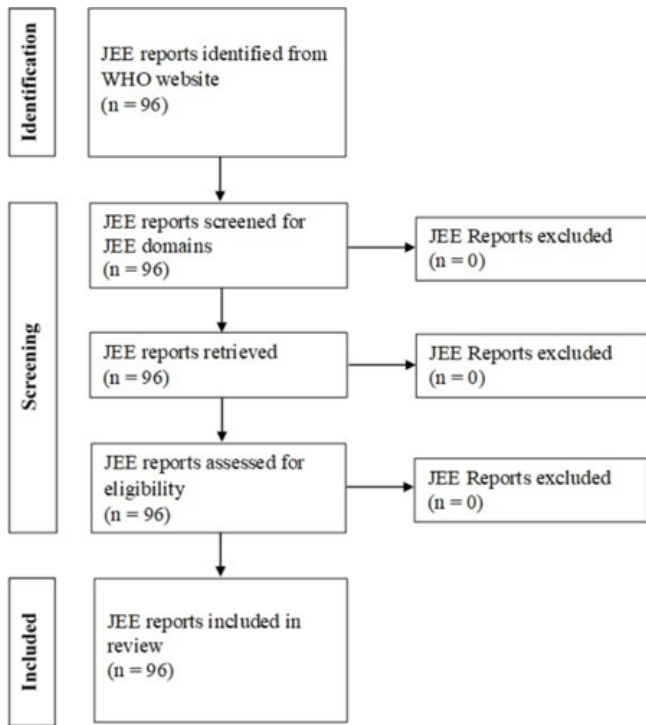 Identification
JEE reports identified from
WHO website
(n = 96)
Screening
JEE reports screened for
JEE domains
(n = 96)
JEE Reports excluded
(n = 0)
JEE reports retrieved
(n = 96)
JEE Reports excluded
(n = 0)
JEE reports assessed for
eligibility
(n = 96)
JEE Reports excluded
(n = 0)
Included
JEE reports included in
review
(n = 96)